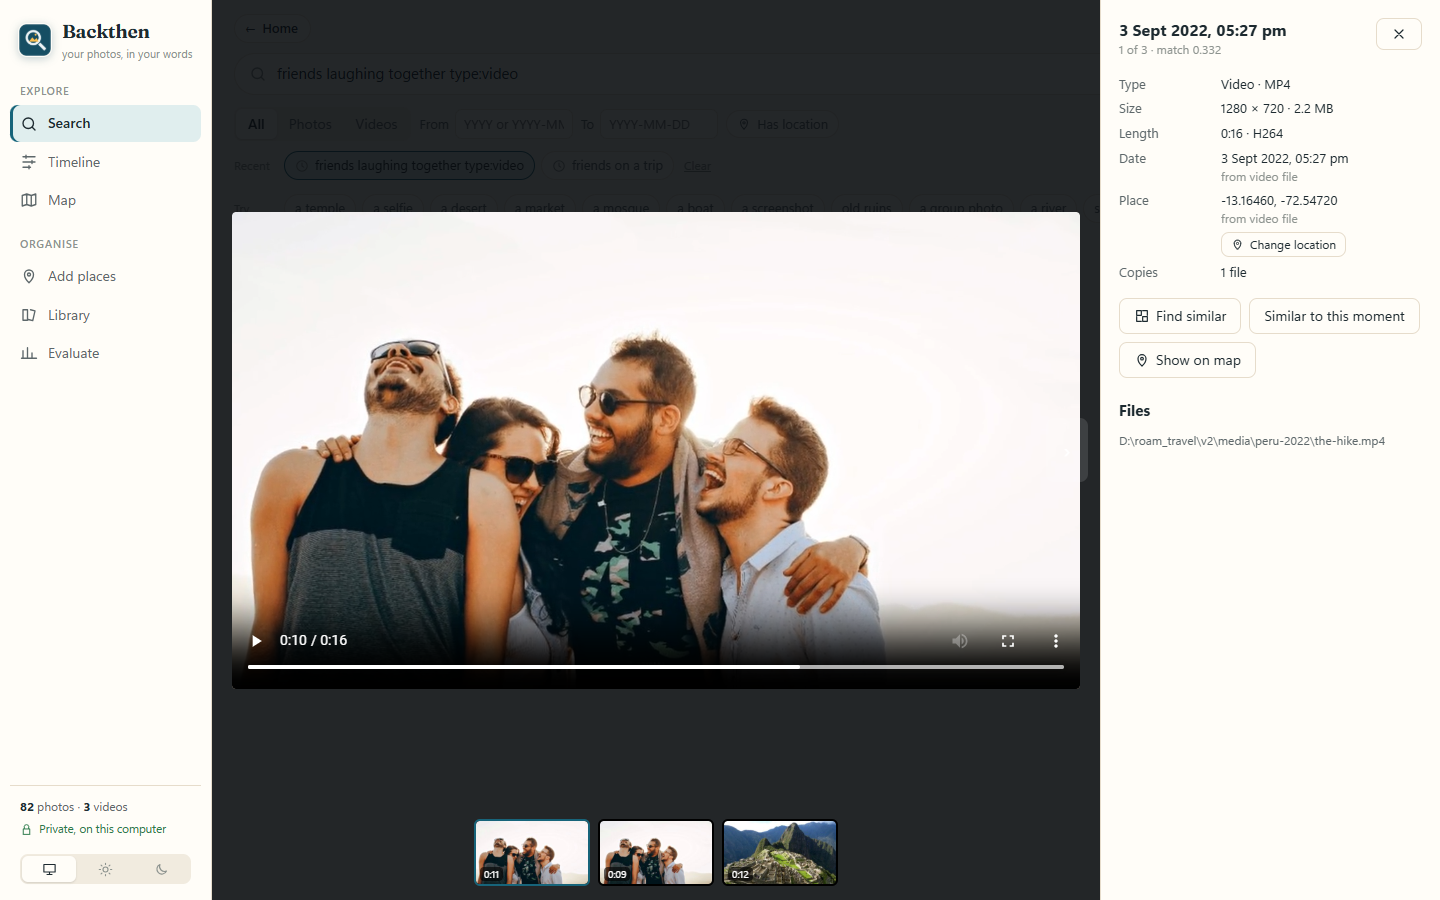 Backthen
your photos, in your words
EXPLORE
Search
Timeline
Map
ORGANISE
Add places
Library
Evaluate
82 photos · 3 videos
Private, on this computer
← Home
friends laughing together type:video
All Photos Videos From YYYY or YYYY-MM To YYYY-MM-DD Has location
Recent friends laughing together type:video friends on a trip Clear
Try a temple a selfie a desert a market a mosque a boat a screenshot old ruins a group photo a river
0:10 / 0:16
0:11
0:09
0:12
3 Sept 2022, 05:27 pm
1 of 3 · match 0.332
Type Video · MP4
Size 1280 × 720 · 2.2 MB
Length 0:16 · H264
Date 3 Sept 2022, 05:27 pm
from video file
Place -13.16460, -72.54720
from video file
Change location
Copies 1 file
Find similar
Similar to this moment
Show on map
Files
D:\roam_travel\v2\media\peru-2022\the-hike.mp4